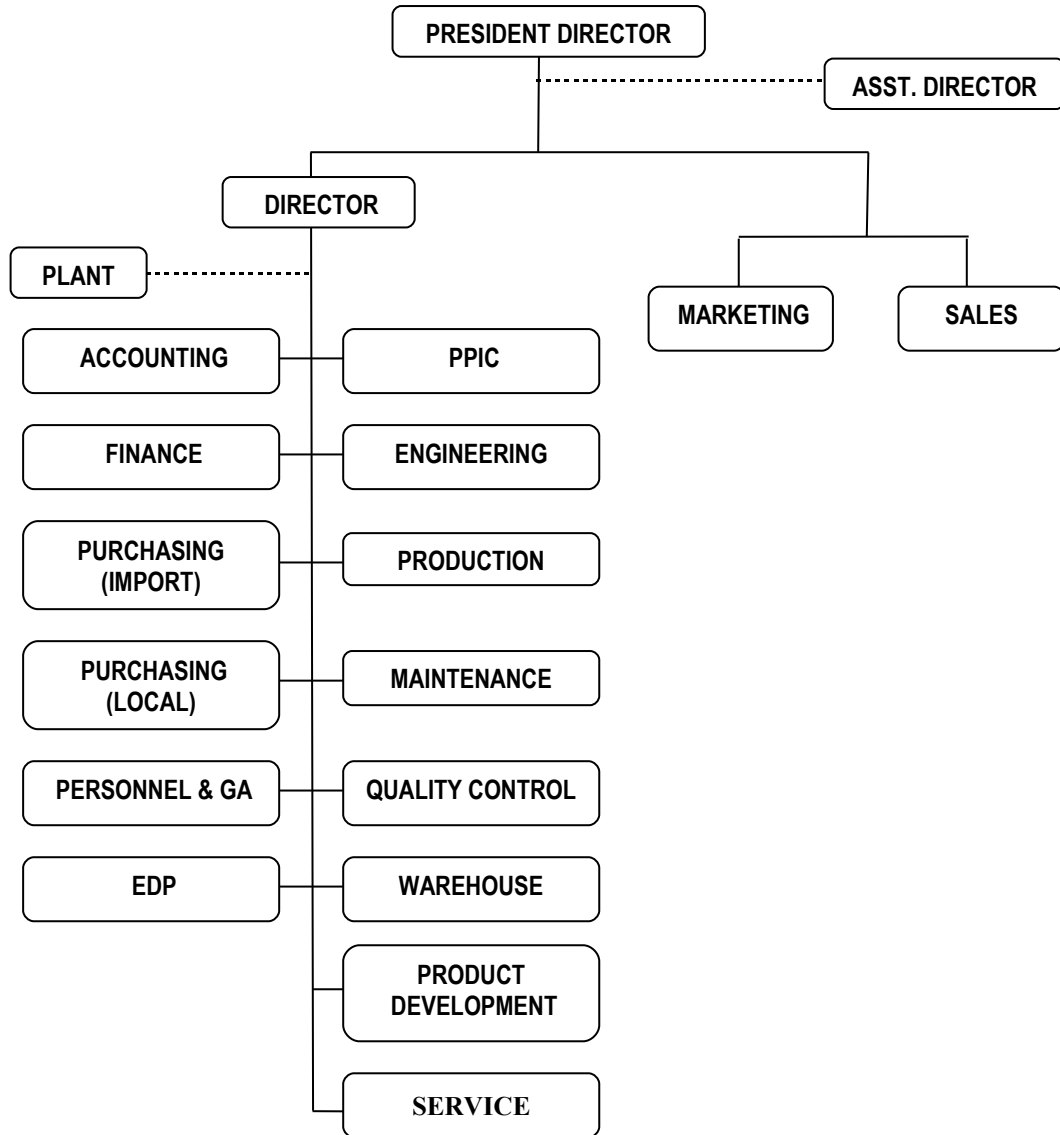 PRESIDENT DIRECTOR
ASST. DIRECTOR
DIRECTOR
PLANT
MARKETING
SALES
ACCOUNTING
PPIC
FINANCE
ENGINEERING
PURCHASING
(IMPORT)
PRODUCTION
PURCHASING
(LOCAL)
MAINTENANCE
PERSONNEL & GA
QUALITY CONTROL
EDP
WAREHOUSE
PRODUCT
DEVELOPMENT
SERVICE